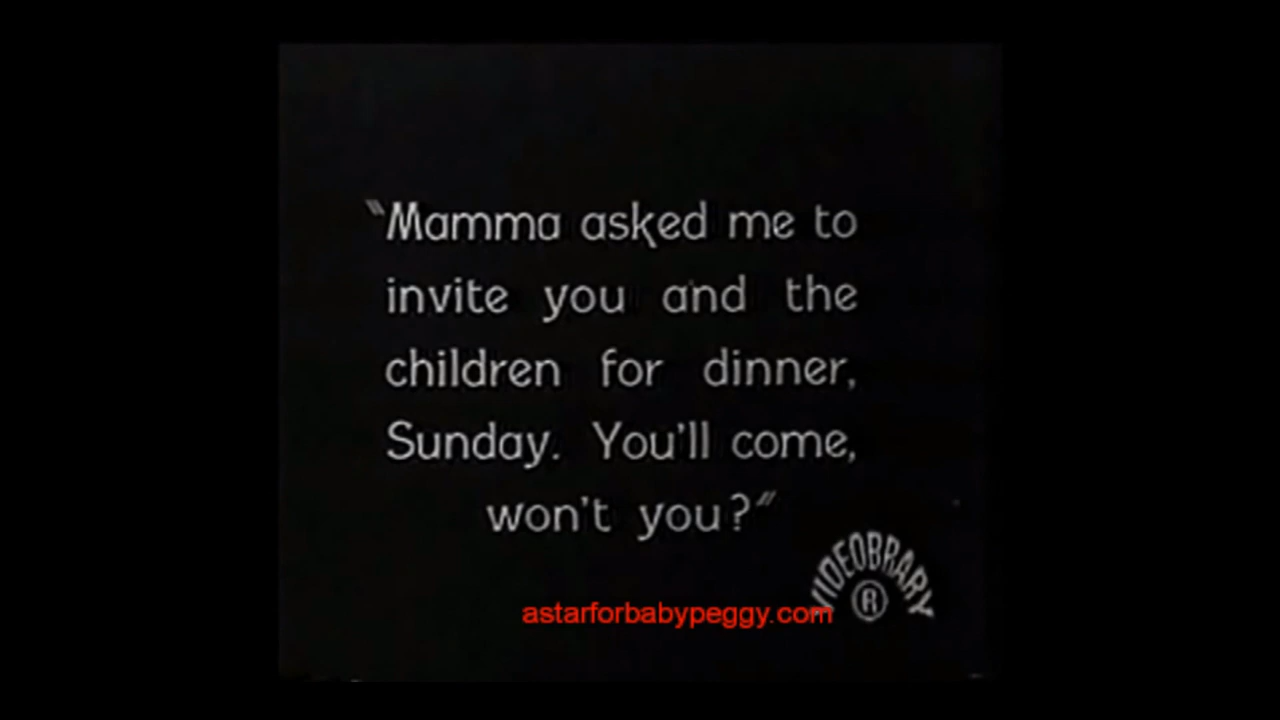 “Mamma asked me to
invite you and the
children for dinner,
Sunday. You'll come,
won't you?”
VIDEOBRARY
®
astarforbabypeggy.com